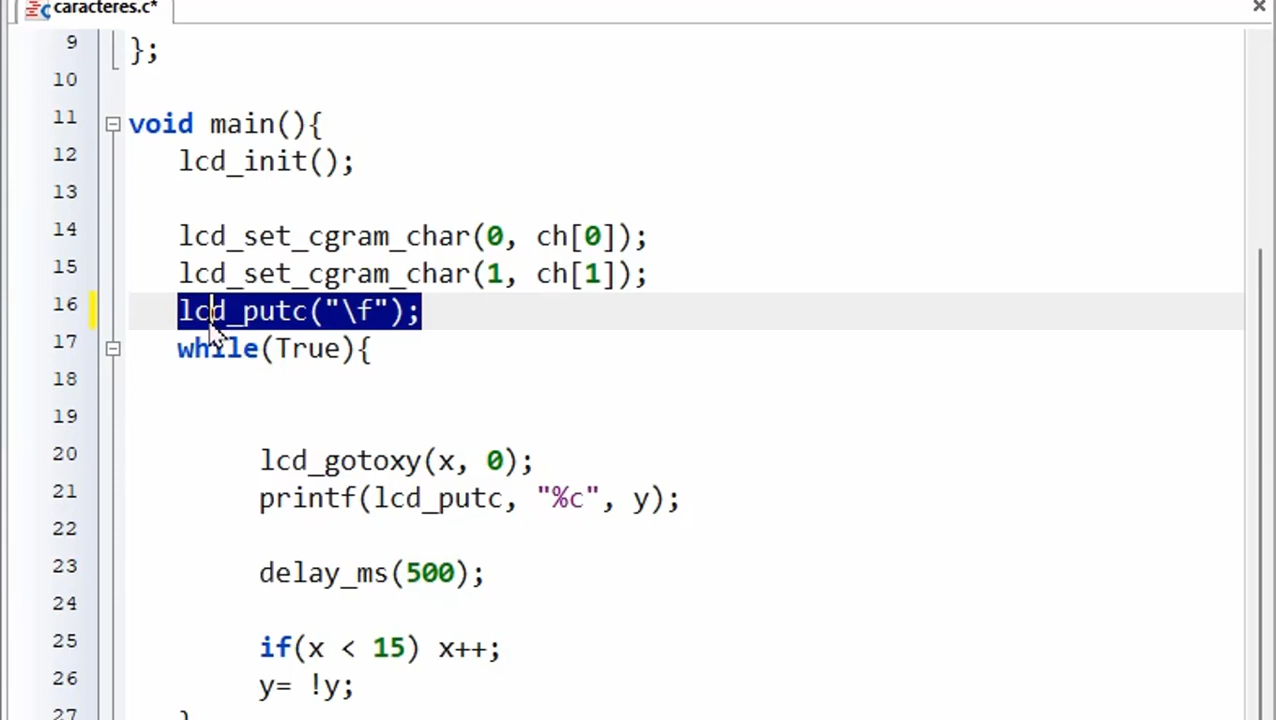 caracteres.c*
9 };
10
11 void main(){
12 lcd_init();
13
14 lcd_set_cgram_char(0, ch[0]);
15 lcd_set_cgram_char(1, ch[1]);
16 lcd_putc("\f");
17 while(True){
18
19
20 lcd_gotoxy(x, 0);
21 printf(lcd_putc, "%c", y);
22
23 delay_ms(500);
24
25 if(x < 15) x++;
26 y= !y;
27 }